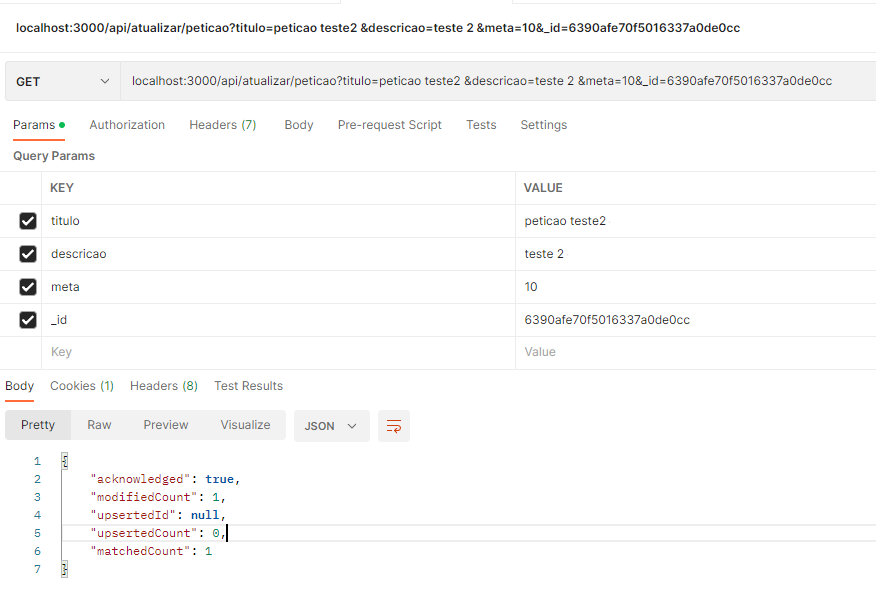 localhost:3000/api/atualizar/peticao?titulo=peticao teste2 &descricao=teste 2 &meta=10&_id=6390afe70f5016337a0de0cc
GET localhost:3000/api/atualizar/peticao?titulo=peticao teste2 &descricao=teste 2 &meta=10&_id=6390afe70f5016337a0de0cc
Params Authorization Headers (7) Body Pre-request Script Tests Settings
Query Params
KEY VALUE
titulo peticao teste2
descricao teste 2
meta 10
_id 6390afe70f5016337a0de0cc
Key Value
Body Cookies (1) Headers (8) Test Results
Pretty Raw Preview Visualize JSON
1 {
2 "acknowledged": true,
3 "modifiedCount": 1,
4 "upsertedId": null,
5 "upsertedCount": 0,
6 "matchedCount": 1
7 }